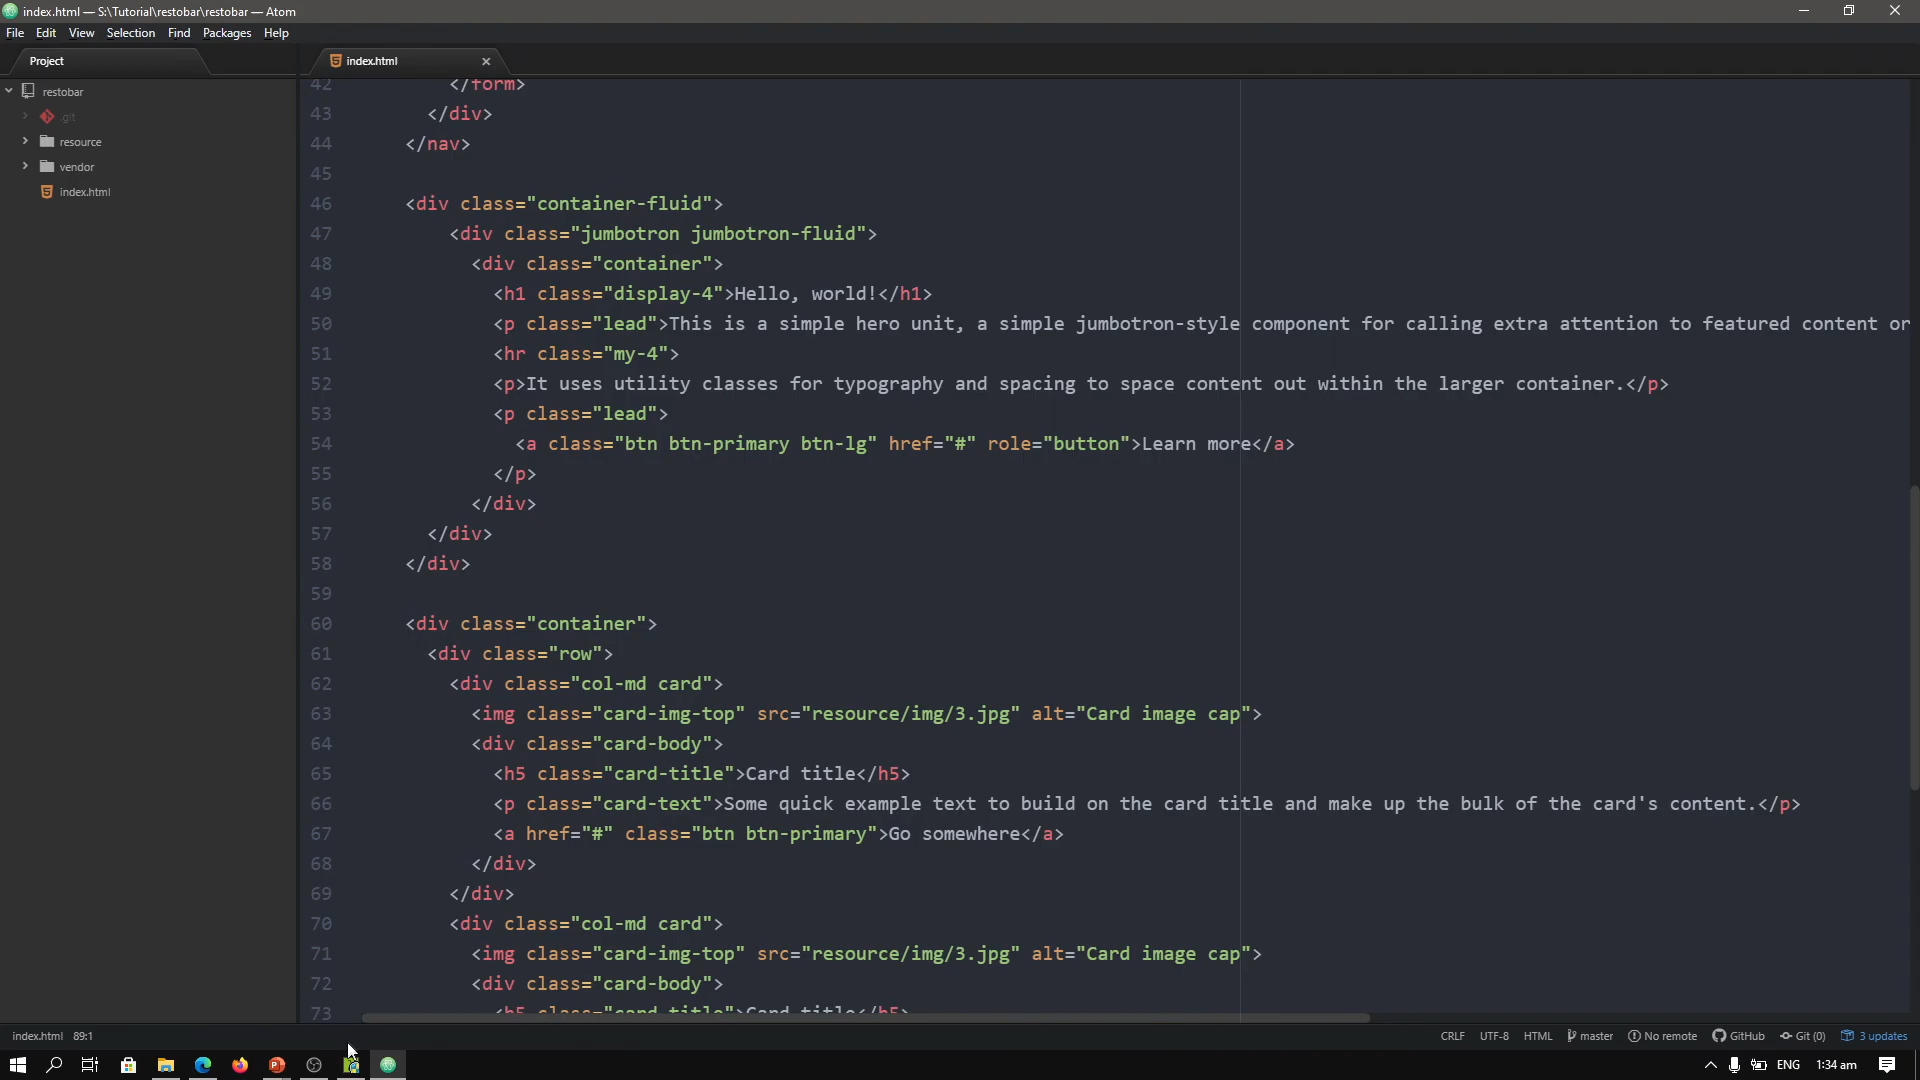 index.html — S:\Tutorial\restobar\restobar — Atom
File Edit View Selection Find Packages Help
Project
index.html
restobar
.git
resource
vendor
index.html
42 </form>
43 </div>
44 </nav>
45
46 <div class="container-fluid">
47 <div class="jumbotron jumbotron-fluid">
48 <div class="container">
49 <h1 class="display-4">Hello, world!</h1>
50 <p class="lead">This is a simple hero unit, a simple jumbotron-style component for calling extra attention to featured content or
51 <hr class="my-4">
52 <p>It uses utility classes for typography and spacing to space content out within the larger container.</p>
53 <p class="lead">
54 <a class="btn btn-primary btn-lg" href="#" role="button">Learn more</a>
55 </p>
56 </div>
57 </div>
58 </div>
59
60 <div class="container">
61 <div class="row">
62 <div class="col-md card">
63 <img class="card-img-top" src="resource/img/3.jpg" alt="Card image cap">
64 <div class="card-body">
65 <h5 class="card-title">Card title</h5>
66 <p class="card-text">Some quick example text to build on the card title and make up the bulk of the card's content.</p>
67 <a href="#" class="btn btn-primary">Go somewhere</a>
68 </div>
69 </div>
70 <div class="col-md card">
71 <img class="card-img-top" src="resource/img/3.jpg" alt="Card image cap">
72 <div class="card-body">
73 <h5 class="card-title">Card title</h5>
index.html 89:1 CRLF UTF-8 HTML master No remote GitHub Git (0) 3 updates
ENG 1:34 am